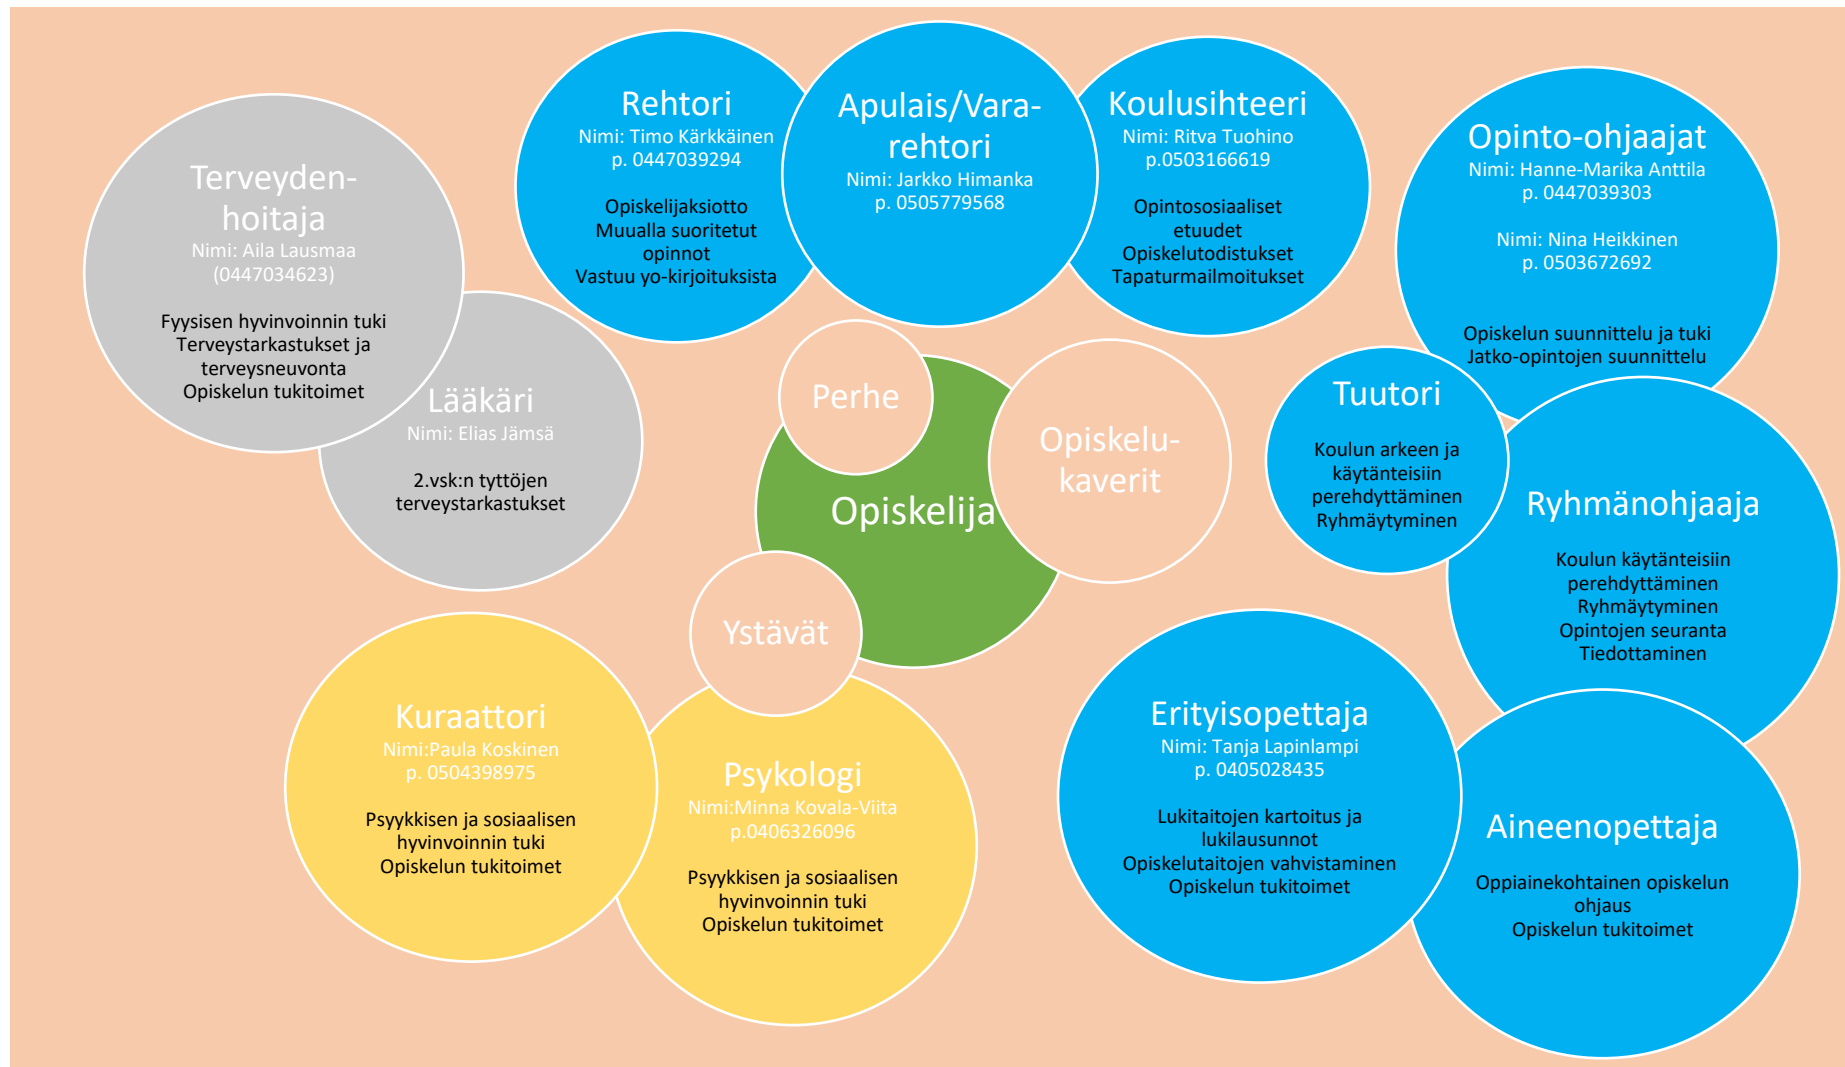 Terveyden-
hoitaja
Nimi: Aila Lausmaa
(0447034623)
Fyysisen hyvinvoinnin tuki
Terveystarkastukset ja
terveysneuvonta
Opiskelun tukitoimet
Lääkäri
Nimi: Elias Jämsä
2.vsk:n tyttöjen
terveystarkastukset
Rehtori
Nimi: Timo Kärkkäinen
p. 0447039294
Opiskelijaksiotto
Muualla suoritetut
opinnot
Vastuu yo-kirjoituksista
Apulais/Vara-
rehtori
Nimi: Jarkko Himanka
p. 0505779568
Koulusihteeri
Nimi: Ritva Tuohino
p.0503166619
Opintososiaaliset
etuudet
Opiskelutodistukset
Tapaturmailmoitukset
Opinto-ohjaajat
Nimi: Hanne-Marika Anttila
p. 0447039303
Nimi: Nina Heikkinen
p. 0503672692
Opiskelun suunnittelu ja tuki
Jatko-opintojen suunnittelu
Perhe
Opiskelija
Opiskelu-
kaverit
Ystävät
Tuutori
Koulun arkeen ja
käytänteisiin
perehdyttäminen
Ryhmäytyminen
Ryhmänohjaaja
Koulun käytänteisiin
perehdyttäminen
Ryhmäytyminen
Opintojen seuranta
Tiedottaminen
Kuraattori
Nimi:Paula Koskinen
p. 0504398975
Psyykkisen ja sosiaalisen
hyvinvoinnin tuki
Opiskelun tukitoimet
Psykologi
Nimi:Minna Kovala-Viita
p.0406326096
Psyykkisen ja sosiaalisen
hyvinvoinnin tuki
Opiskelun tukitoimet
Erityisopettaja
Nimi: Tanja Lapinlampi
p. 0405028435
Lukitaitojen kartoitus ja
lukilausunnot
Opiskelutaitojen vahvistaminen
Opiskelun tukitoimet
Aineenopettaja
Oppiainekohtainen opiskelun
ohjaus
Opiskelun tukitoimet